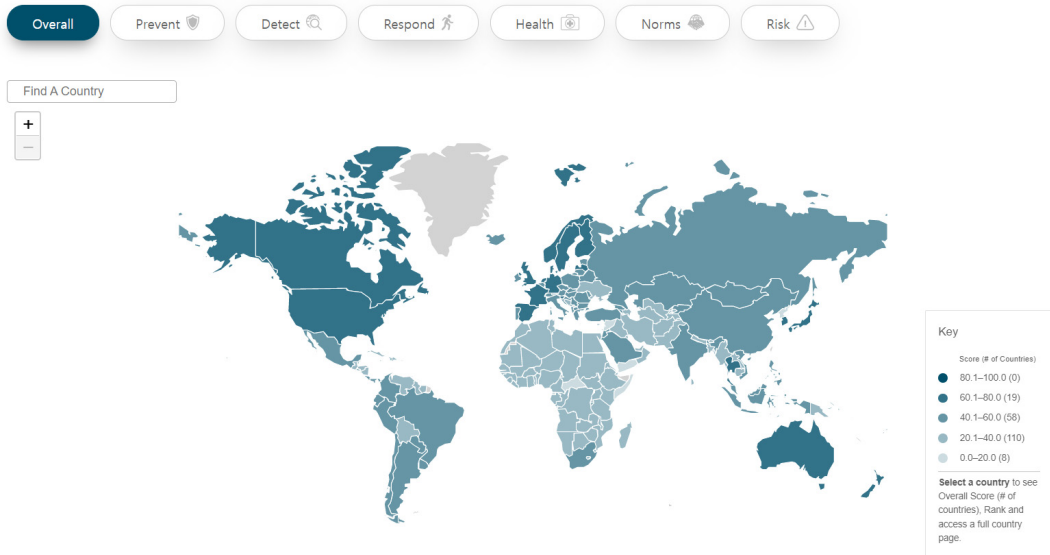 Overall
Prevent
Detect
Respond
Health
Norms
Risk
Find A Country
+
−
Key
Score (# of Countries)
80.1–100.0 (0)
60.1–80.0 (19)
40.1–60.0 (58)
20.1–40.0 (110)
0.0–20.0 (8)
Select a country to see
Overall Score (# of
countries), Rank and
access a full country
page.